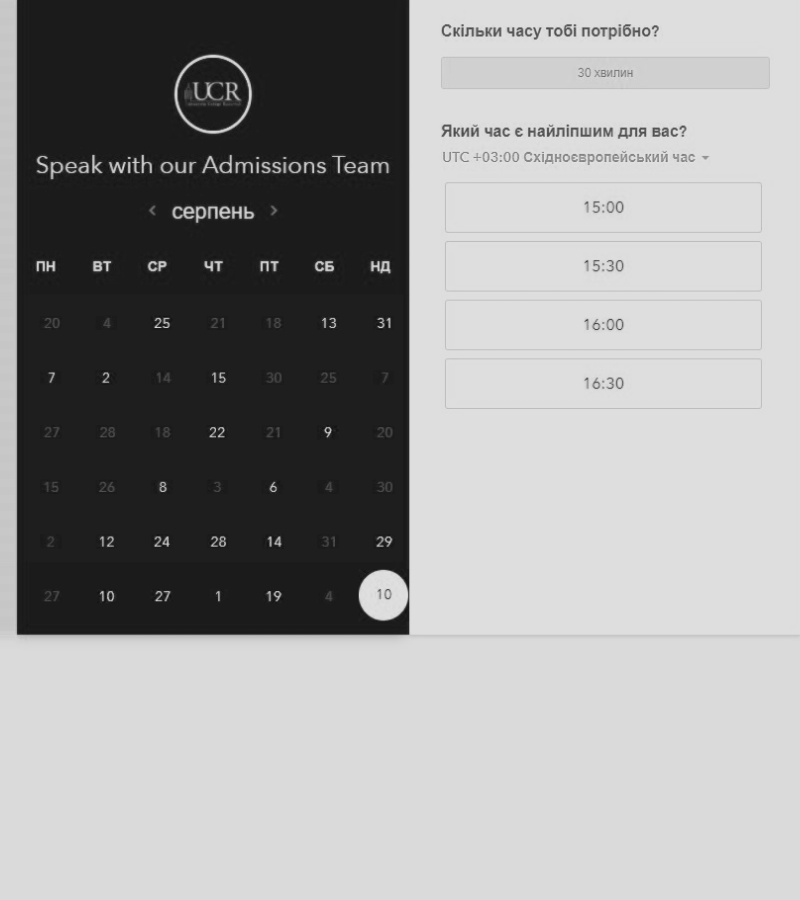 UCR
Speak with our Admissions Team
серпень
ПН ВТ СР ЧТ ПТ СБ НД
20 4 25 21 18 13 31
7 2 14 15 30 25 7
27 28 18 22 21 9 20
15 26 8 3 6 4 30
2 12 24 28 14 31 29
27 10 27 1 19 4 10
Скільки часу тобі потрібно?
30 хвилин
Який час є найліпшим для вас?
UTC +03:00 Східноєвропейський час
15:00
15:30
16:00
16:30